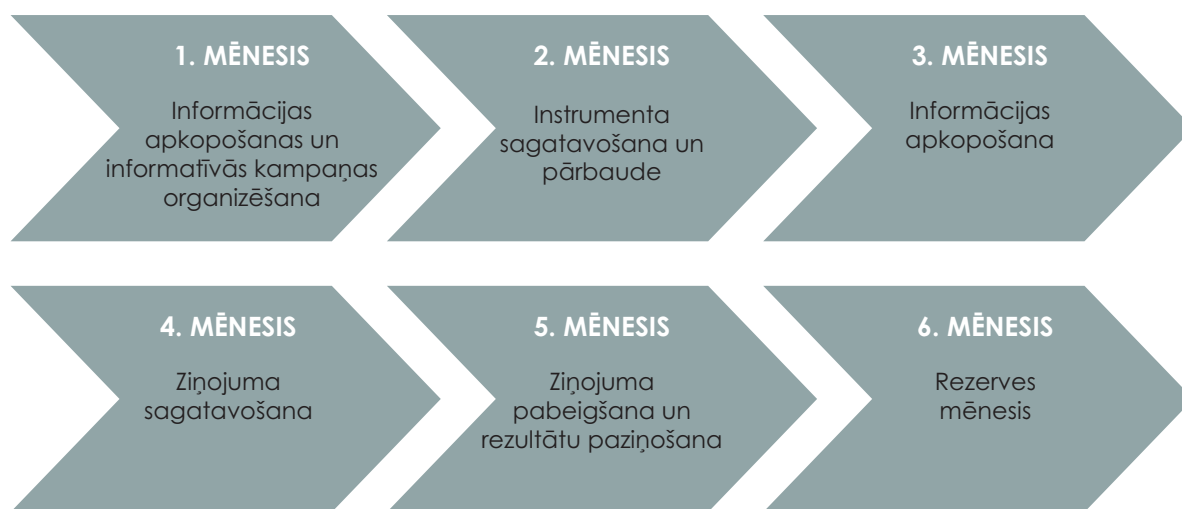 1. MĒNESIS
Informācijas
apkopošanas un
informatīvās kampaņas
organizēšana
2. MĒNESIS
Instrumenta
sagatavošana un
pārbaude
3. MĒNESIS
Informācijas
apkopošana
4. MĒNESIS
Ziņojuma
sagatavošana
5. MĒNESIS
Ziņojuma
pabeigšana un
rezultātu paziņošana
6. MĒNESIS
Rezerves
mēnesis